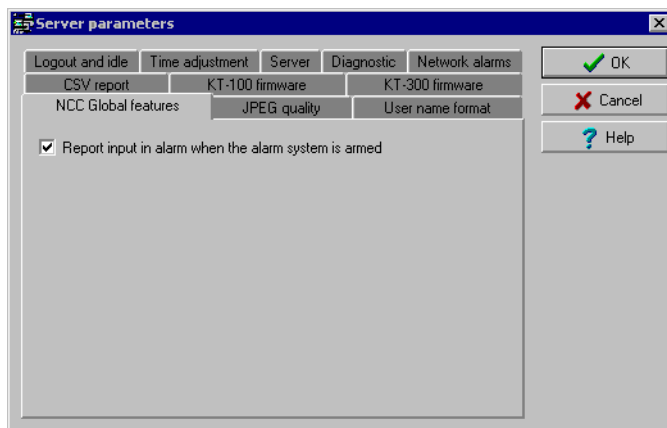 Server parameters
Logout and idle Time adjustment Server Diagnostic Network alarms
CSV report KT-100 firmware KT-300 firmware
NCC Global features JPEG quality User name format
Report input in alarm when the alarm system is armed
OK
Cancel
Help